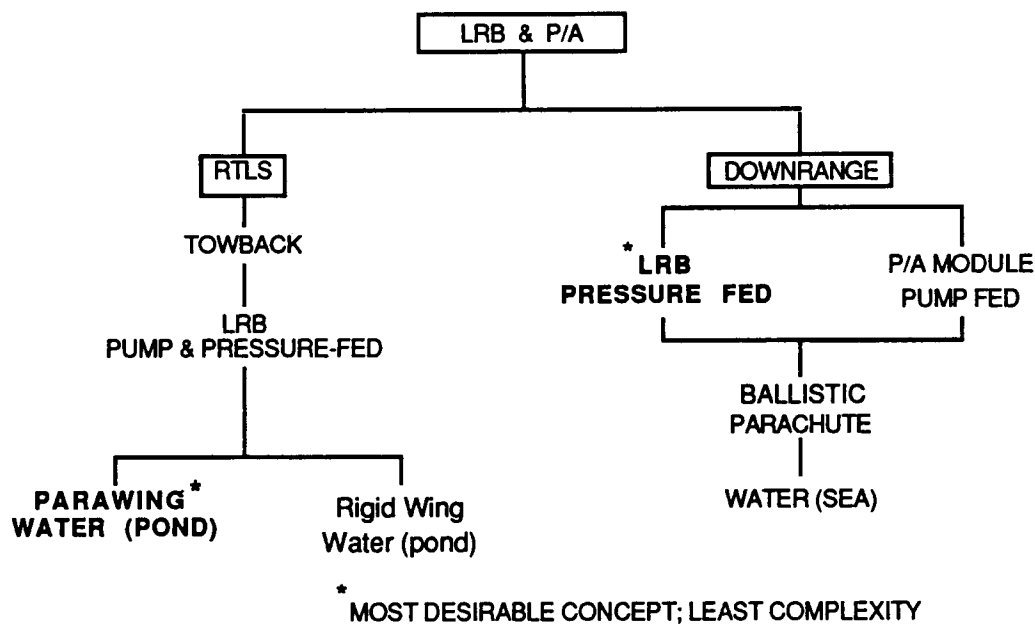 LRB & P/A
RTLS
DOWNRANGE
TOWBACK
LRB
PUMP & PRESSURE-FED
*LRB
PRESSURE FED
P/A MODULE
PUMP FED
BALLISTIC
PARACHUTE
WATER (SEA)
PARAWING*
WATER (POND)
Rigid Wing
Water (pond)
*MOST DESIRABLE CONCEPT; LEAST COMPLEXITY